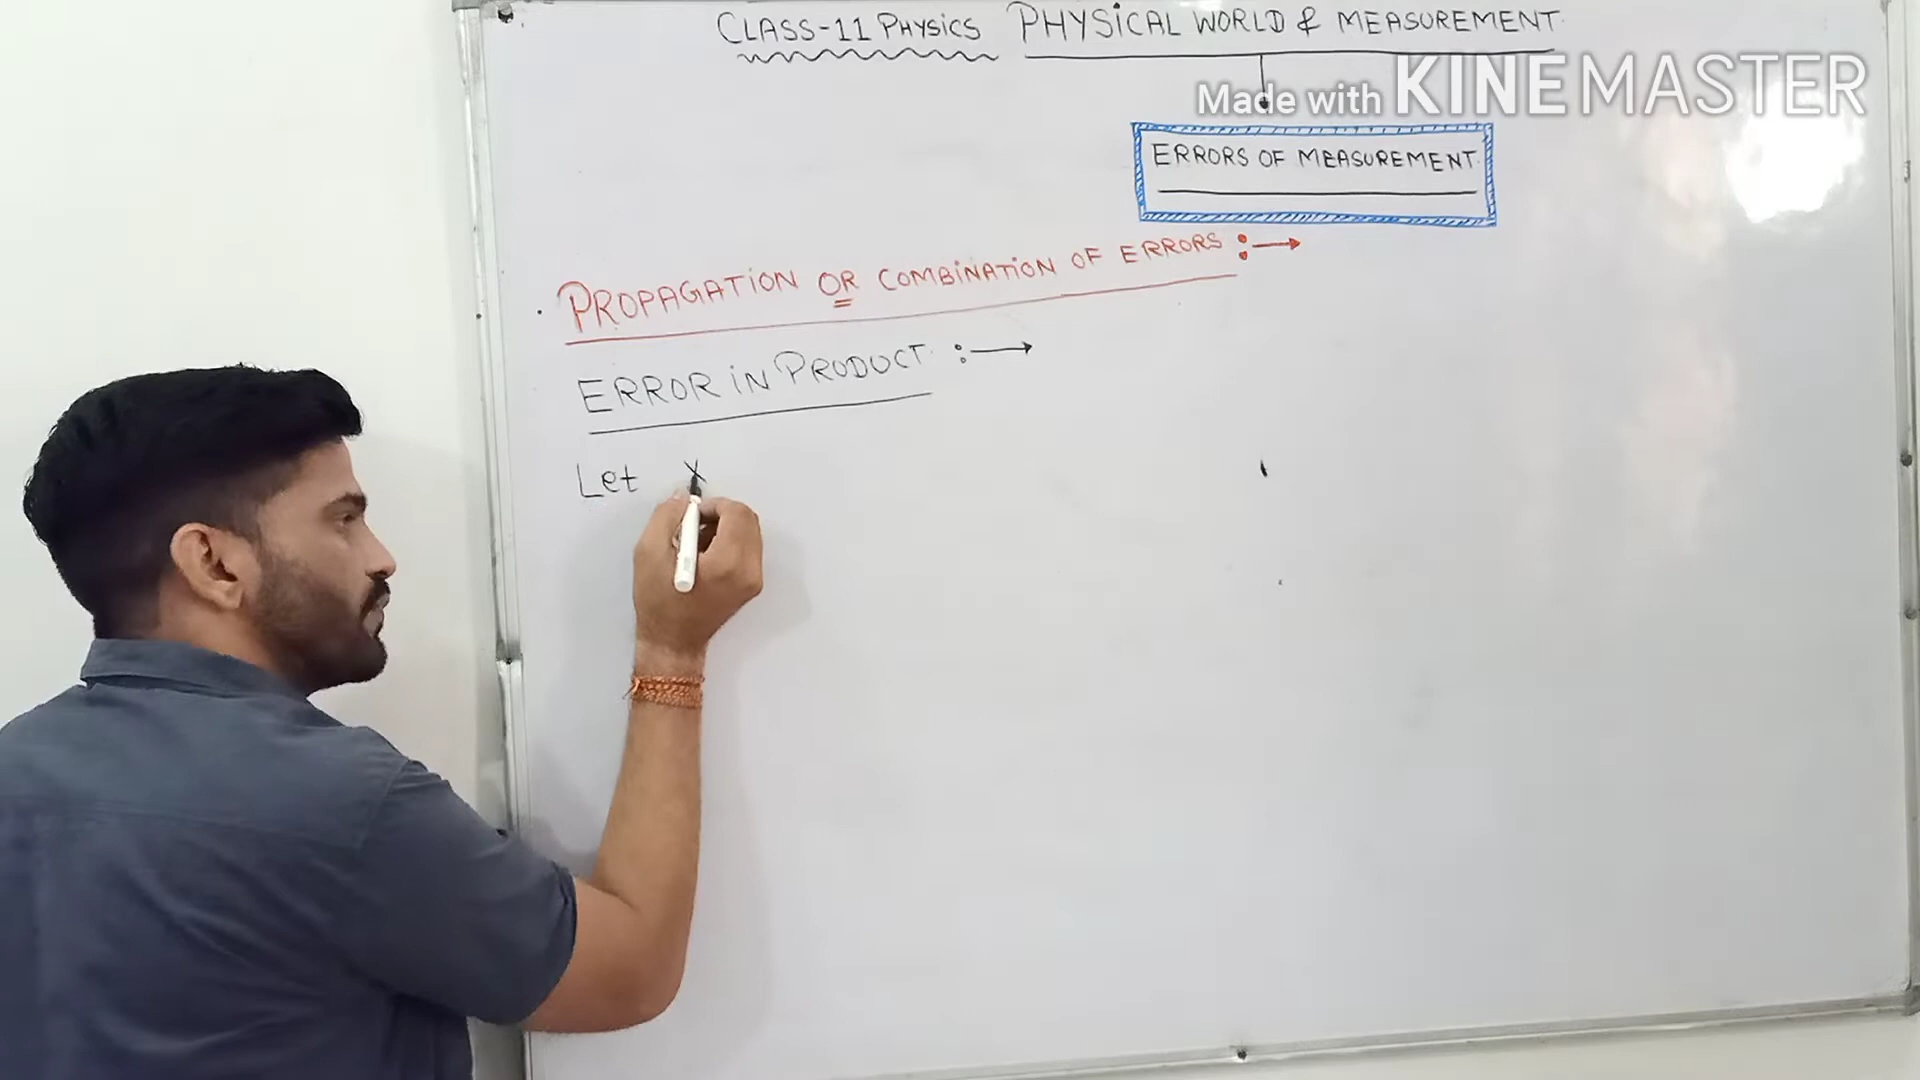 CLASS-11 PHYSICS PHYSICAL WORLD & MEASUREMENT
Made with KINEMASTER
ERRORS OF MEASUREMENT
PROPAGATION OR COMBINATION OF ERRORS :→
ERROR IN PRODUCT :→
Let X